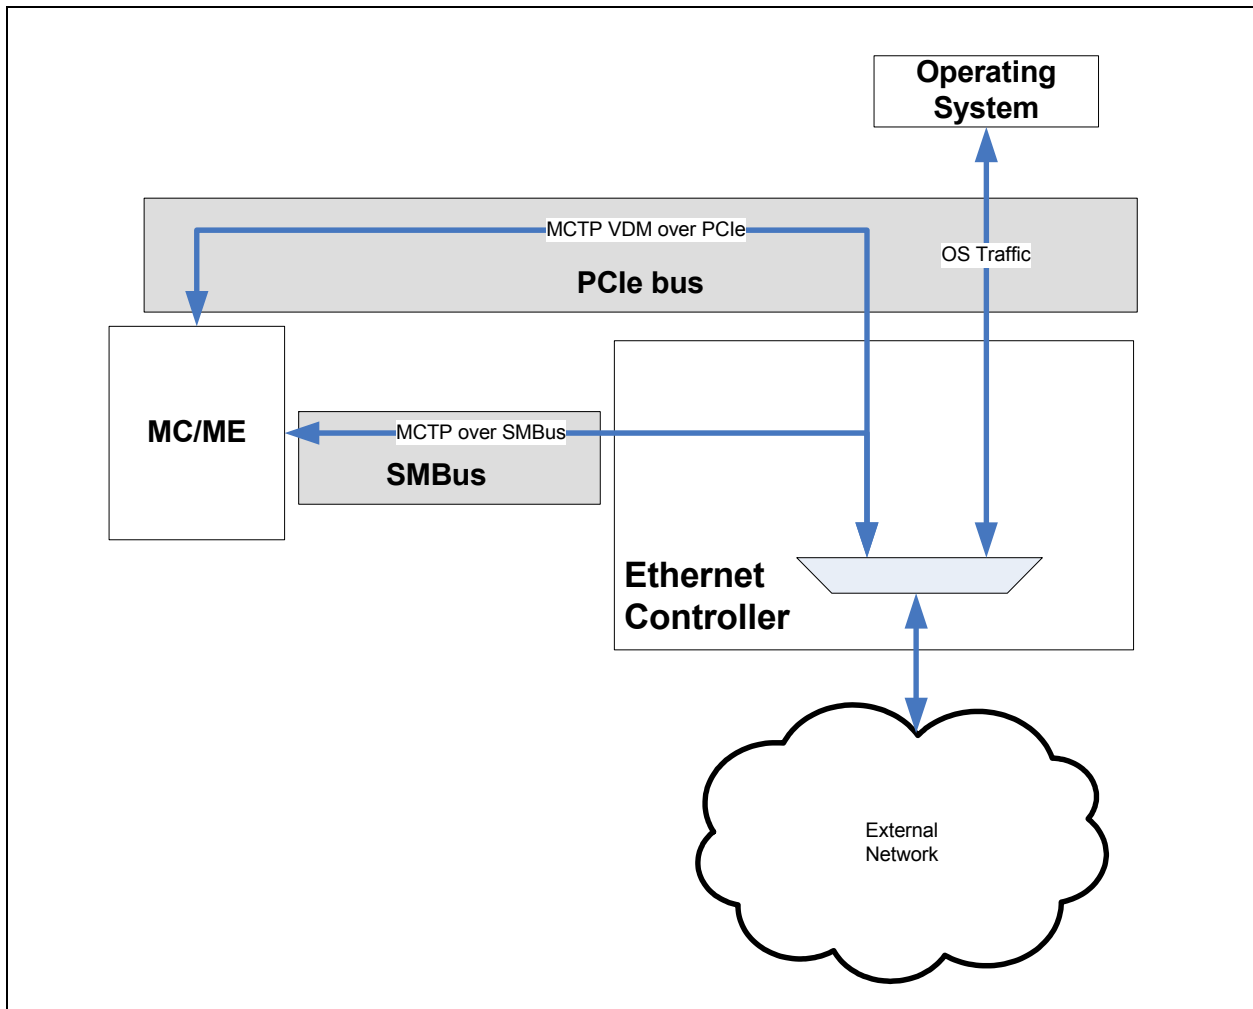 Operating
System
MCTP VDM over PCIe
OS Traffic
PCIe bus
MC/ME
MCTP over SMBus
SMBus
Ethernet
Controller
External
Network